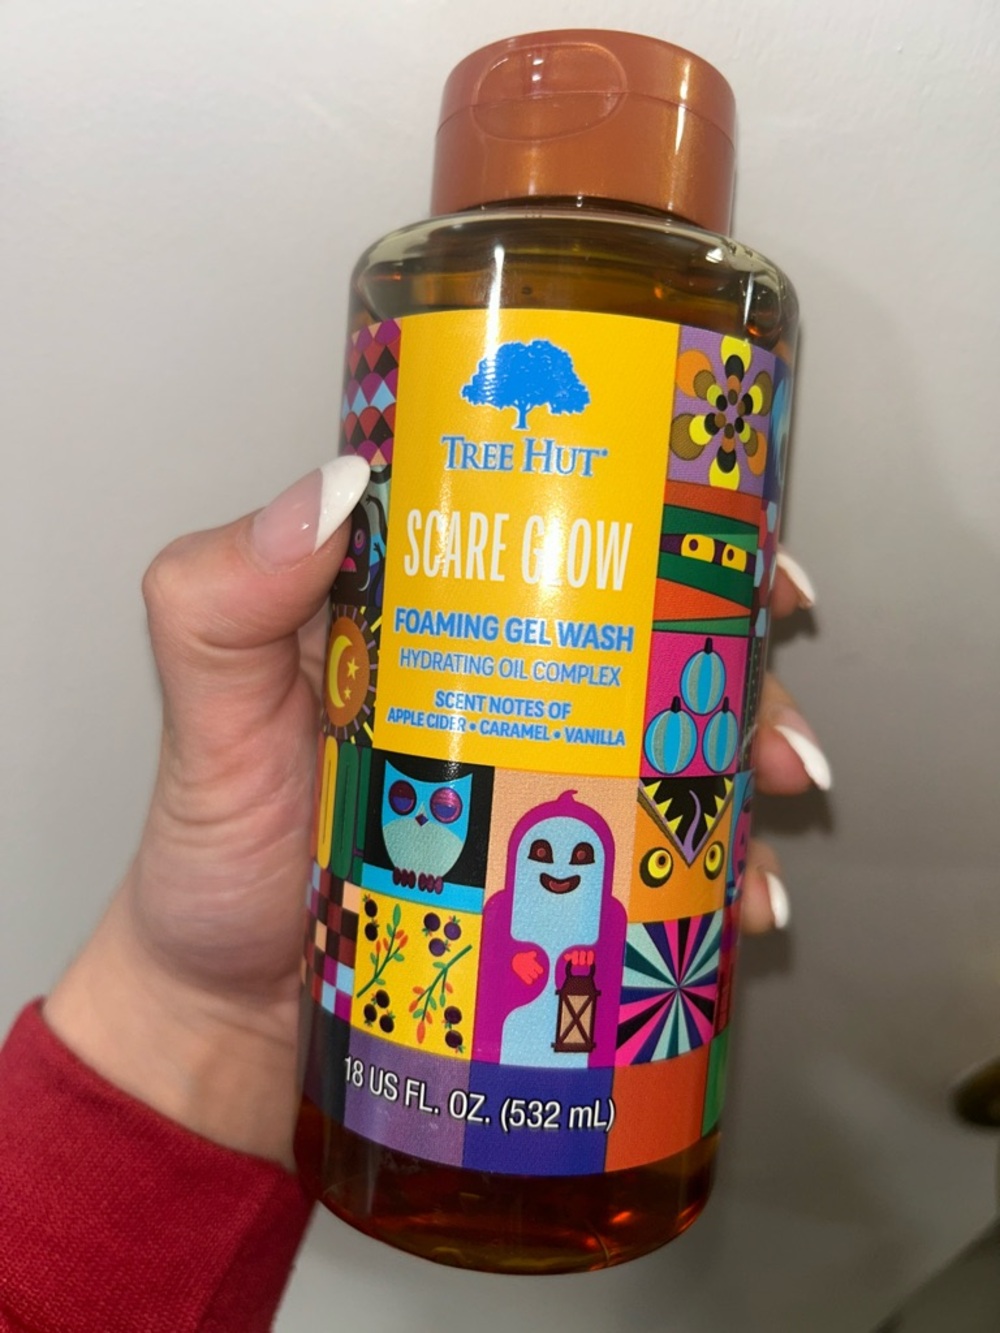 TREE HUT®
SCARE GLOW
FOAMING GEL WASH
HYDRATING OIL COMPLEX
SCENT NOTES OF
APPLE CIDER • CARAMEL • VANILLA
18 US FL. OZ. (532 mL)